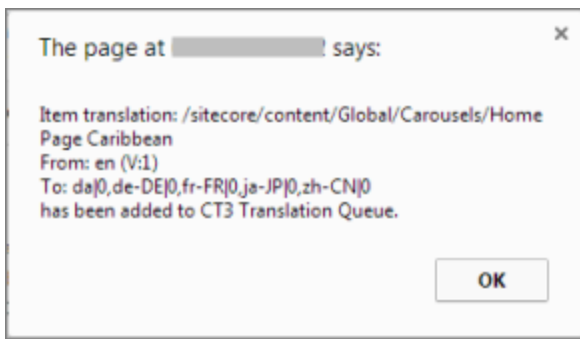 The page at says:
Item translation: /sitecore/content/Global/Carousels/Home
Page Caribbean
From: en (V:1)
To: da|0,de-DE|0,fr-FR|0,ja-JP|0,zh-CN|0
has been added to CT3 Translation Queue.
OK